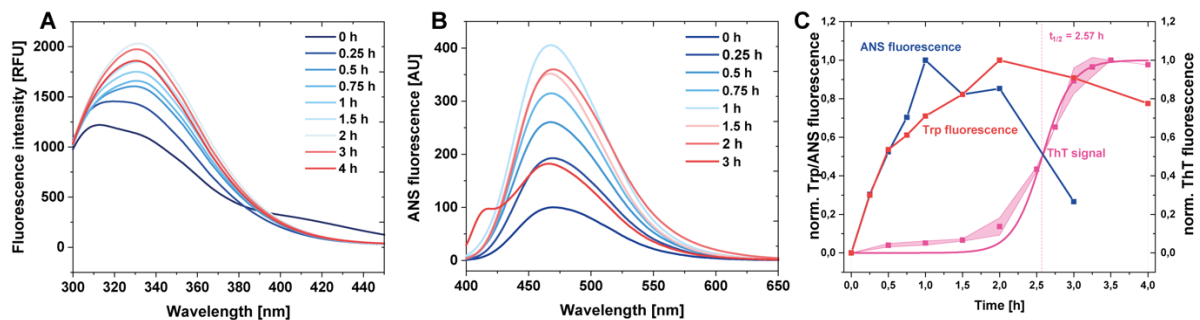 A
Fluorescence intensity [RFU]
2000
1500
1000
500
0
300 320 340 360 380 400 420 440
Wavelength [nm]
0 h
0.25 h
0.5 h
0.75 h
1 h
1.5 h
2 h
3 h
4 h
B
ANS fluorescence [AU]
400
300
200
100
0
400 450 500 550 600 650
Wavelength [nm]
0 h
0.25 h
0.5 h
0.75 h
1 h
1.5 h
2 h
3 h
C
norm. Trp/ANS fluorescence
1,2
1,0
0,8
0,6
0,4
0,2
0,0
0,0 0,5 1,0 1,5 2,0 2,5 3,0 3,5 4,0
Time [h]
ANS fluorescence
Trp fluorescence
ThT signal
t1/2 = 2.57 h
1,2
1,0
0,8
0,6
0,4
0,2
0,0
norm. ThT fluoresccence